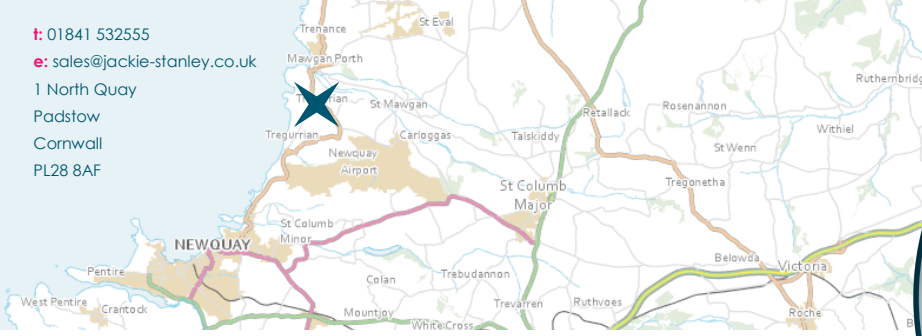 t: 01841 532555
e: sales@jackie-stanley.co.uk
1 North Quay
Padstow
Cornwall
PL28 8AF
St Eval
Trenance
Mawgan Porth
St Mawgan
Tregurrian
Carloggas
Talskiddy
Retallack
Rosenannon
Ruthernbridg
Withiel
St Wenn
Newquay
Airport
Tregonetha
St Columb
Major
St Columb
Minor
NEWQUAY
Belowda
Victoria
Pentire
Trebudannon
Colan
West Pentire
Crantock
Mountjoy
Trevarren
Ruthvoes
Roche
White Cross